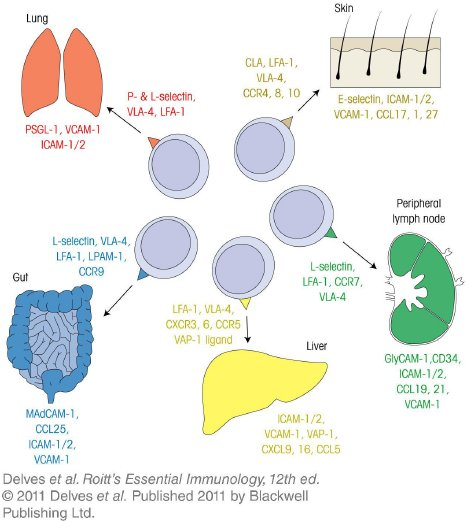 Lung
P- & L-selectin,
VLA-4, LFA-1
PSGL-1, VCAM-1
ICAM-1/2
Skin
CLA, LFA-1,
VLA-4,
CCR4, 8, 10
E-selectin, ICAM-1/2,
VCAM-1, CCL17, 1, 27
Peripheral
lymph node
L-selectin,
LFA-1, CCR7,
VLA-4
GlyCAM-1,CD34,
ICAM-1/2,
CCL19, 21,
VCAM-1
L-selectin, VLA-4,
LFA-1, LPAM-1,
CCR9
Gut
MAdCAM-1,
CCL25,
ICAM-1/2,
VCAM-1
LFA-1, VLA-4,
CXCR3, 6, CCR5
VAP-1 ligand
Liver
ICAM-1/2,
VCAM-1, VAP-1,
CXCL9, 16, CCL5
Delves et al. Roitt's Essential Immunology, 12th ed.
© 2011 Delves et al. Published 2011 by Blackwell
Publishing Ltd.